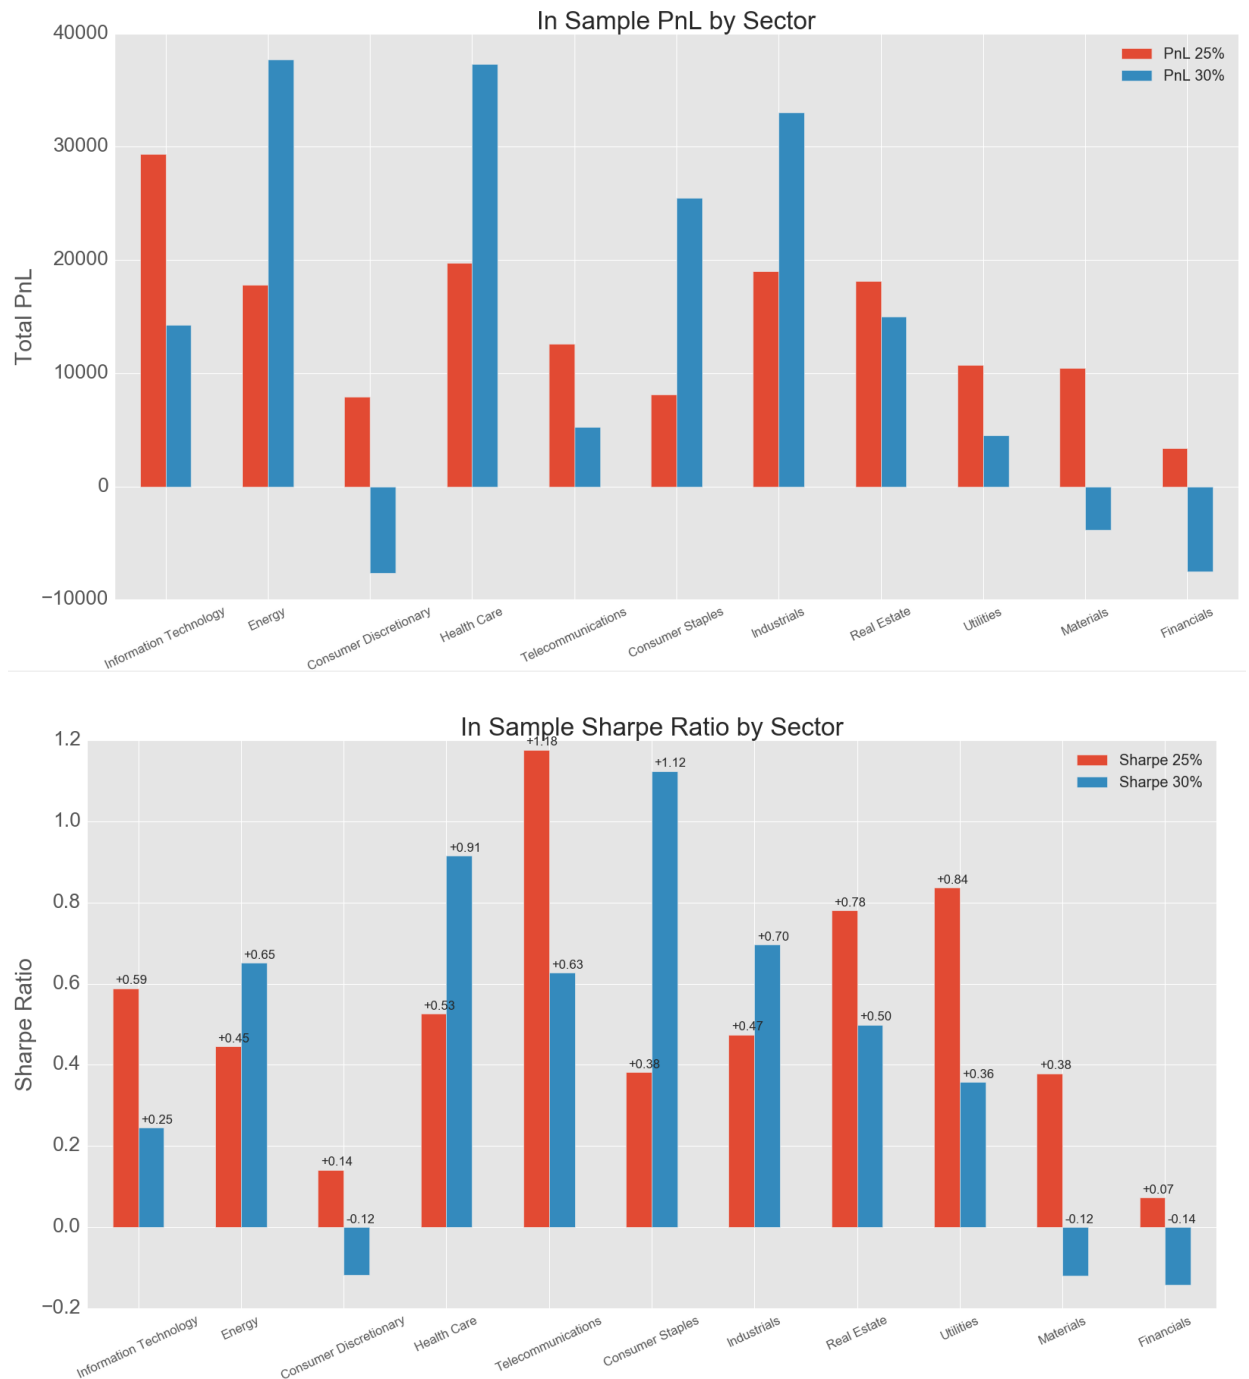 In Sample PnL by Sector
40000
30000
20000
10000
0
−10000
Total PnL
PnL 25%
PnL 30%
Information Technology
Energy
Consumer Discretionary
Health Care
Telecommunications
Consumer Staples
Industrials
Real Estate
Utilities
Materials
Financials
In Sample Sharpe Ratio by Sector
1.2
1.0
0.8
0.6
0.4
0.2
0.0
−0.2
Sharpe Ratio
Sharpe 25%
Sharpe 30%
+0.59
+0.25
+0.45
+0.65
+0.14
-0.12
+0.53
+0.91
+1.18
+0.63
+0.38
+1.12
+0.47
+0.70
+0.78
+0.50
+0.84
+0.36
+0.38
-0.12
+0.07
-0.14
Information Technology
Energy
Consumer Discretionary
Health Care
Telecommunications
Consumer Staples
Industrials
Real Estate
Utilities
Materials
Financials